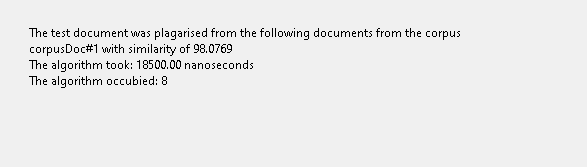 The test document was plagarised from the following documents from the corpus
corpusDoc#1 with similarity of 98.0769
The algorithm took: 18500.00 nanoseconds
The algorithm occubied: 8